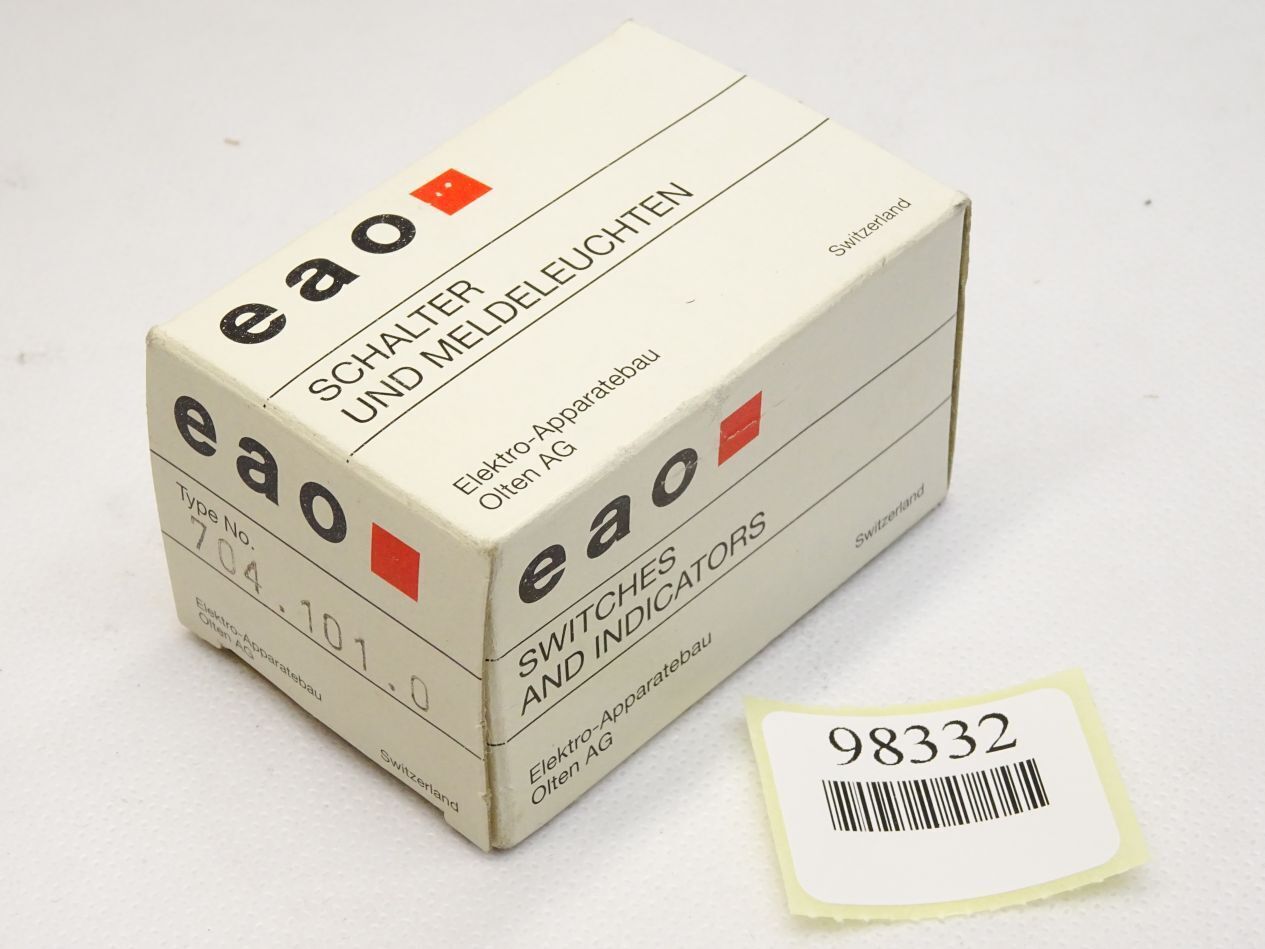 eao
SCHALTER
UND MELDELEUCHTEN
Elektro-Apparatebau
Olten AG
Switzerland
eao
Type No.
704.101.0
Elektro-Apparatebau
Olten AG
Switzerland
eao
SWITCHES
AND INDICATORS
Elektro-Apparatebau
Olten AG
Switzerland
98332